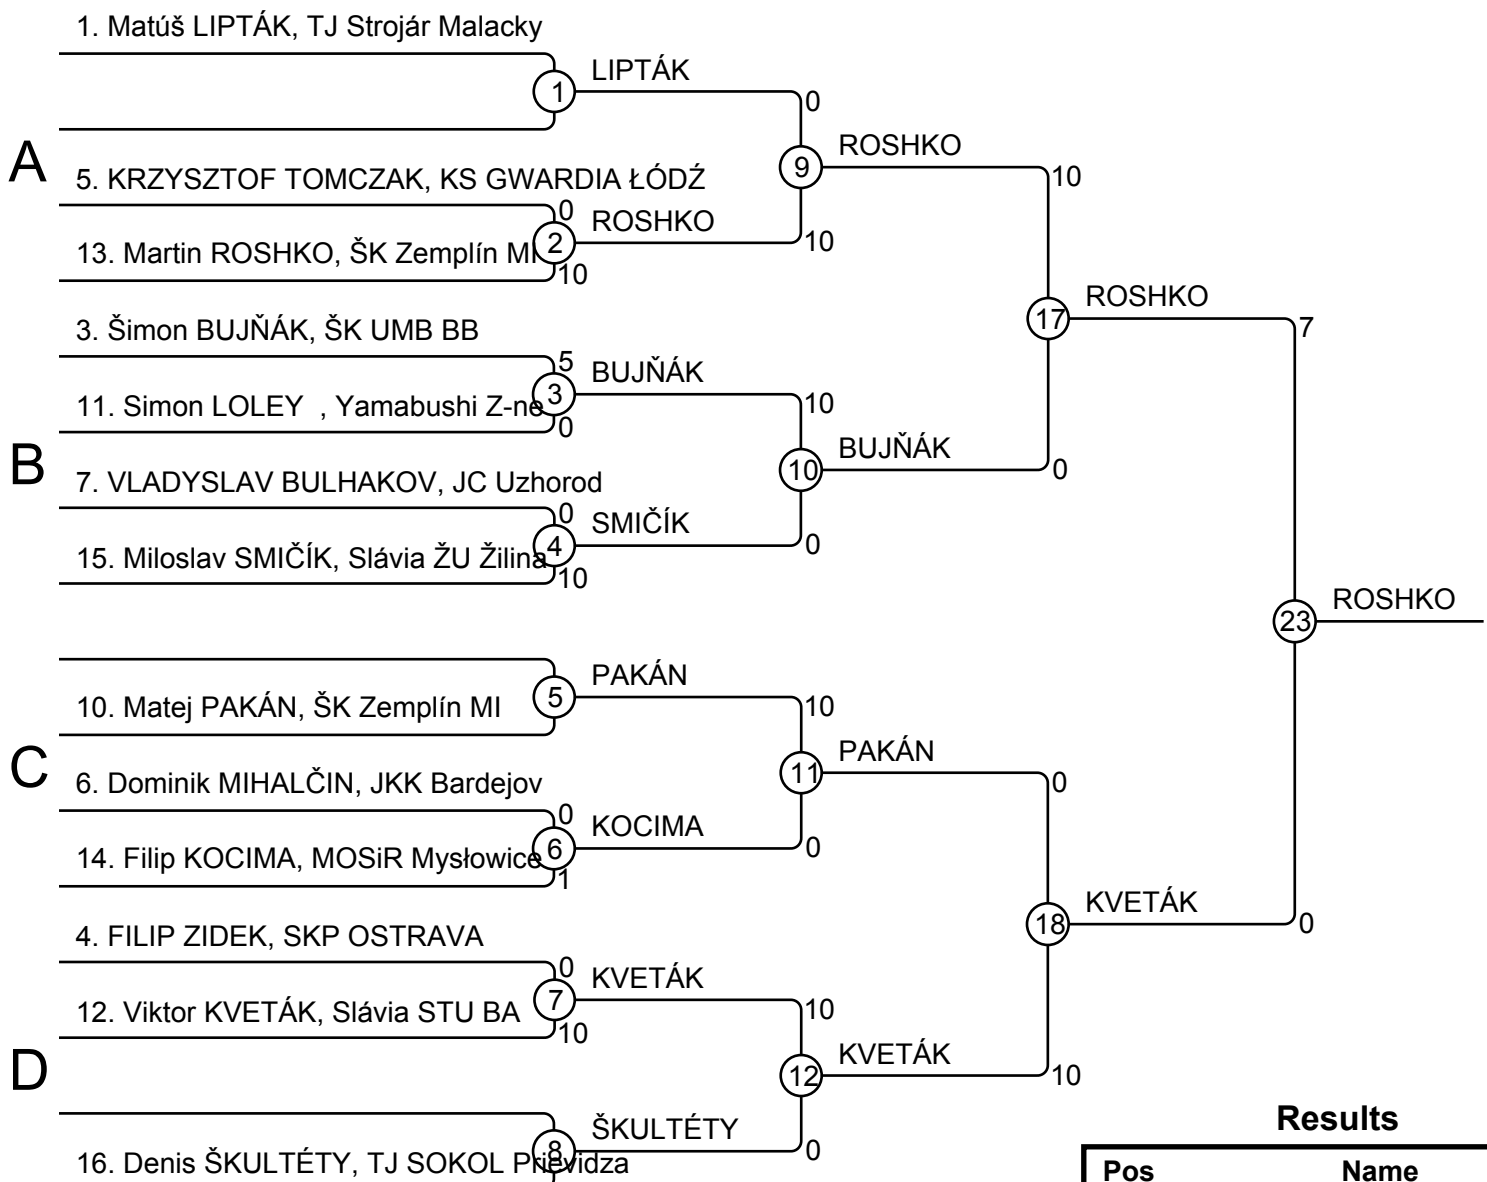 1. Matúš LIPTÁK, TJ Strojár Malacky
1
LIPTÁK
0
A
9
ROSHKO
10
5. KRZYSZTOF TOMCZAK, KS GWARDIA ŁÓDŹ
0
2
ROSHKO
10
13. Martin ROSHKO, ŠK Zemplín MI
10
17
ROSHKO
7
3. Šimon BUJŇÁK, ŠK UMB BB
5
3
BUJŇÁK
10
11. Simon LOLEY , Yamabushi Z-ne
0
B
10
BUJŇÁK
0
7. VLADYSLAV BULHAKOV, JC Uzhorod
0
4
SMIČÍK
0
15. Miloslav SMIČÍK, Slávia ŽU Žilina
10
23
ROSHKO
5
PAKÁN
10
10. Matej PAKÁN, ŠK Zemplín MI
C
11
PAKÁN
0
6. Dominik MIHALČIN, JKK Bardejov
0
6
KOCIMA
0
14. Filip KOCIMA, MOSiR Mysłowice
1
18
KVETÁK
0
4. FILIP ZIDEK, SKP OSTRAVA
0
7
KVETÁK
10
12. Viktor KVETÁK, Slávia STU BA
10
D
12
KVETÁK
10
8
ŠKULTÉTY
0
16. Denis ŠKULTÉTY, TJ SOKOL Prievidza
Results
Pos Name